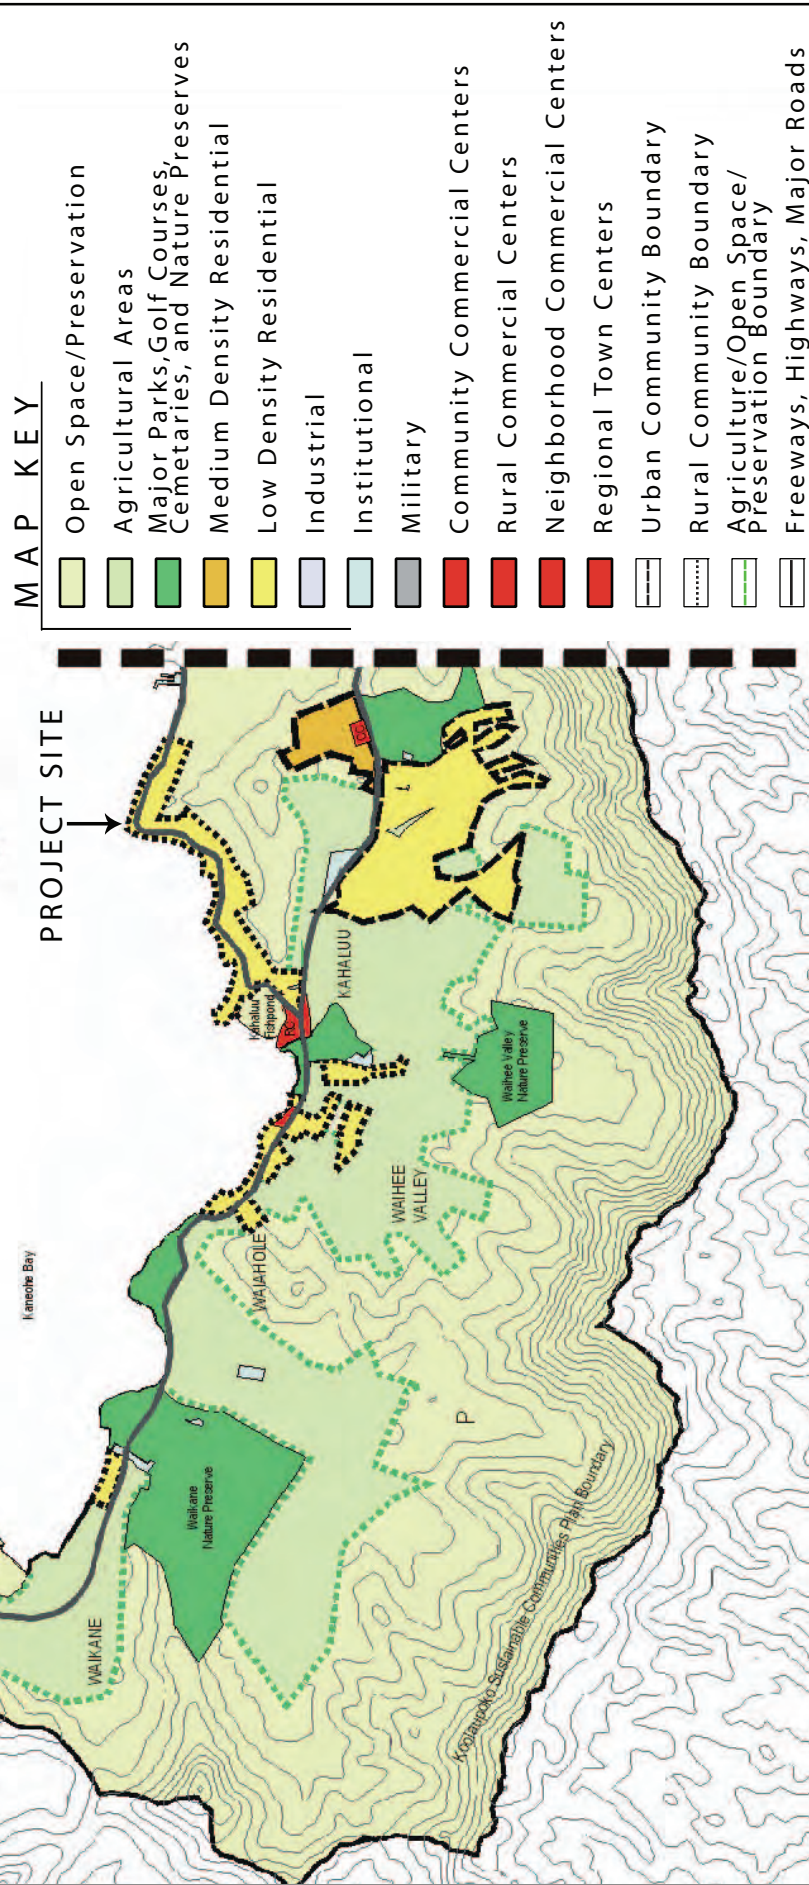 MAP KEY
Open Space/Preservation
Agricultural Areas
Major Parks,Golf Courses,
Cemetaries, and Nature Preserves
Medium Density Residential
Low Density Residential
Industrial
Institutional
Military
Community Commercial Centers
Rural Commercial Centers
Neighborhood Commercial Centers
Regional Town Centers
Urban Community Boundary
Rural Community Boundary
Agriculture/Open Space/
Preservation Boundary
Freeways, Highways, Major Roads
PROJECT SITE
Kaneohe Bay
Kahaluu
Fishpond
RC
CC
KAHALUU
WAIHEE
VALLEY
Waihee Valley
Nature Preserve
WAIAHOLE
P
Waikane
Nature Preserve
WAIKANE
Koolaupoko Sustainable Communities Plan Boundary